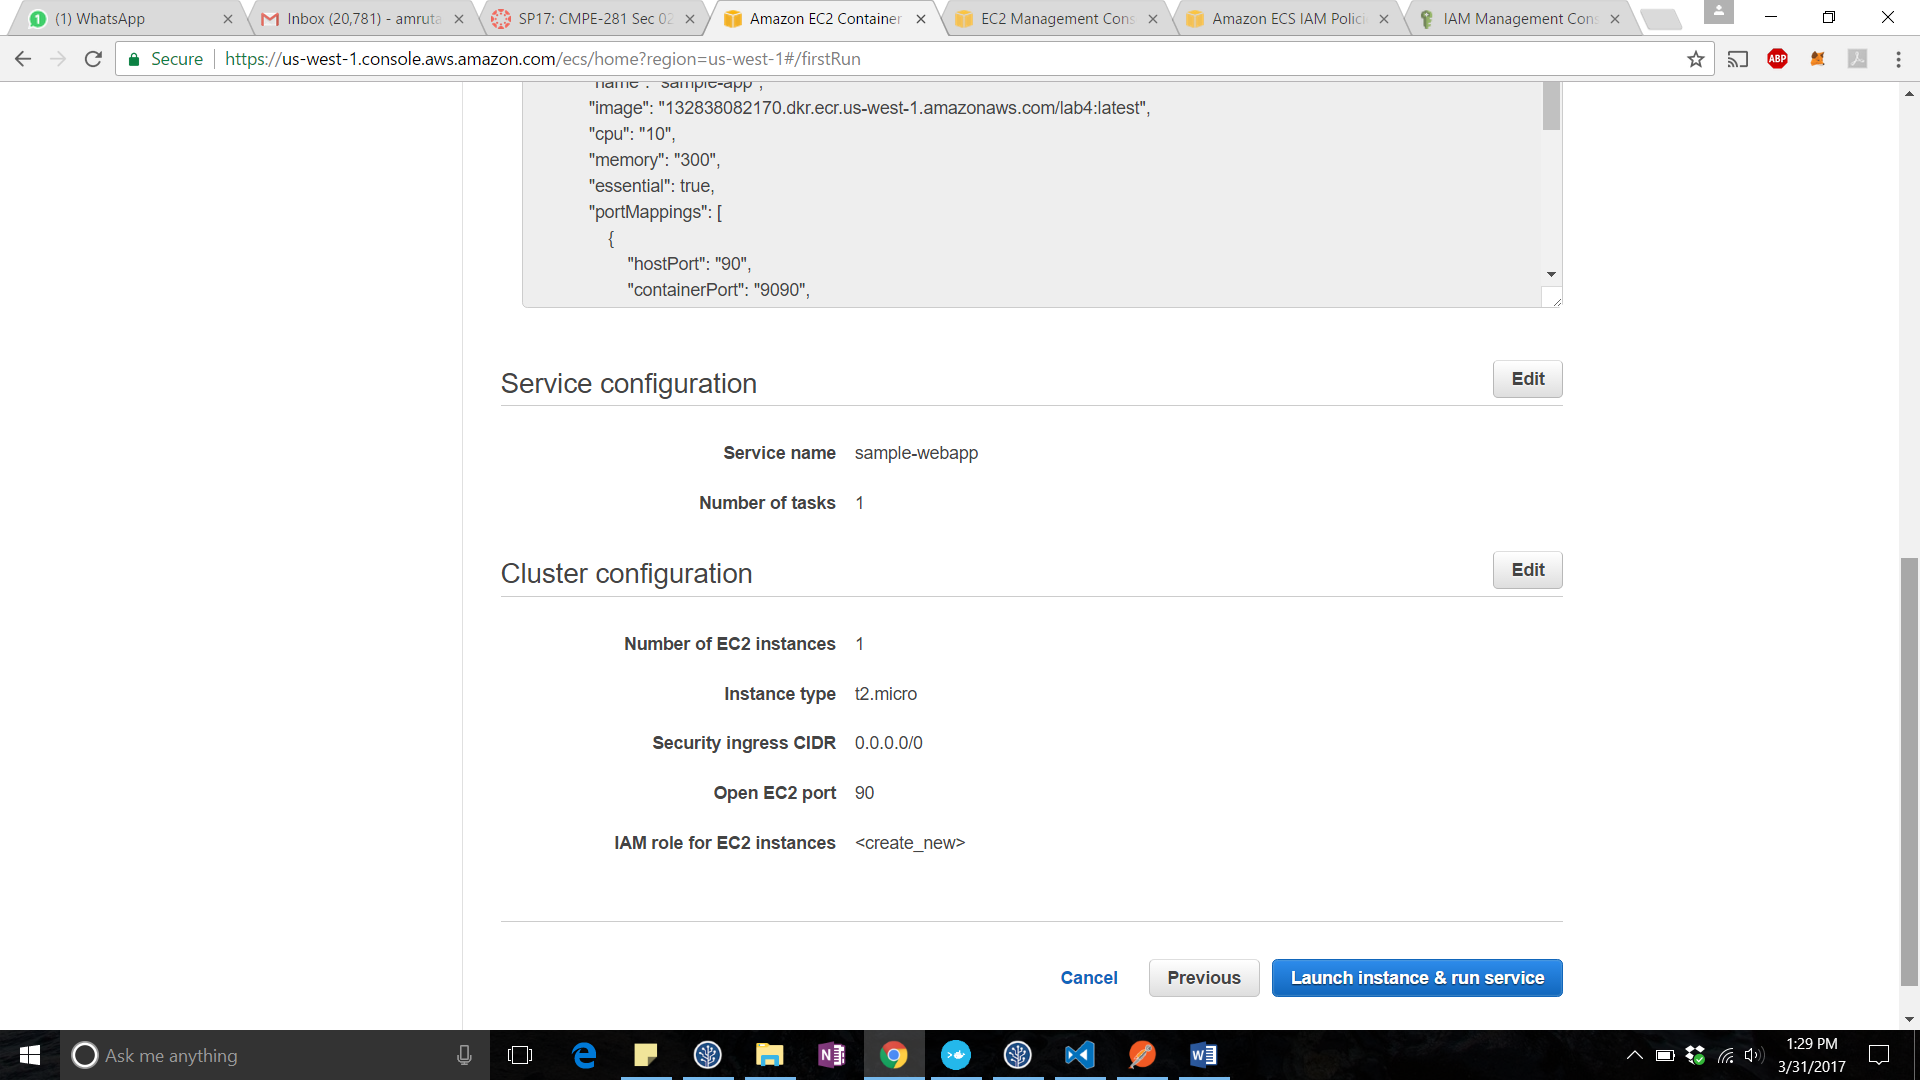 (1) WhatsApp
Inbox (20,781) - amruta
SP17: CMPE-281 Sec 02
Amazon EC2 Container
EC2 Management Cons
Amazon ECS IAM Polici
IAM Management Cons
Secure
https://us-west-1.console.aws.amazon.com/ecs/home?region=us-west-1#/firstRun
ABP
"name": "sample-app",
"image": "132838082170.dkr.ecr.us-west-1.amazonaws.com/lab4:latest",
"cpu": "10",
"memory": "300",
"essential": true,
"portMappings": [
{
"hostPort": "90",
"containerPort": "9090",
Service configuration
Edit
Service name sample-webapp
Number of tasks 1
Cluster configuration
Edit
Number of EC2 instances 1
Instance type t2.micro
Security ingress CIDR 0.0.0.0/0
Open EC2 port 90
IAM role for EC2 instances <create_new>
Cancel
Previous
Launch instance & run service
Ask me anything
1:29 PM
3/31/2017